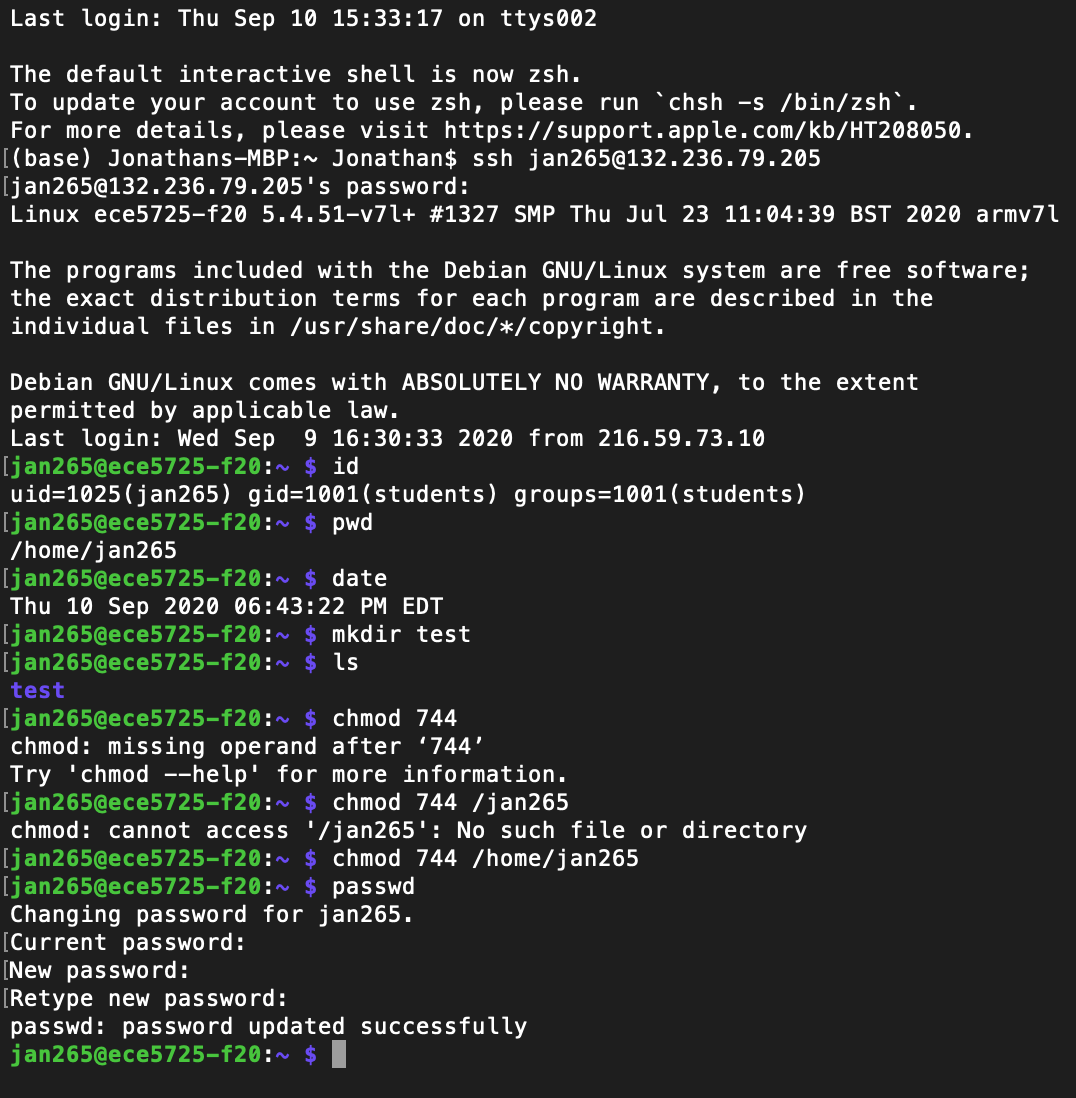 Last login: Thu Sep 10 15:33:17 on ttys002
The default interactive shell is now zsh.
To update your account to use zsh, please run `chsh -s /bin/zsh`.
For more details, please visit https://support.apple.com/kb/HT208050.
[(base) Jonathans-MBP:~ Jonathan$ ssh jan265@132.236.79.205
[jan265@132.236.79.205's password:
Linux ece5725-f20 5.4.51-v7l+ #1327 SMP Thu Jul 23 11:04:39 BST 2020 armv7l
The programs included with the Debian GNU/Linux system are free software;
the exact distribution terms for each program are described in the
individual files in /usr/share/doc/*/copyright.
Debian GNU/Linux comes with ABSOLUTELY NO WARRANTY, to the extent
permitted by applicable law.
Last login: Wed Sep  9 16:30:33 2020 from 216.59.73.10
[jan265@ece5725-f20:~ $ id
uid=1025(jan265) gid=1001(students) groups=1001(students)
[jan265@ece5725-f20:~ $ pwd
/home/jan265
[jan265@ece5725-f20:~ $ date
Thu 10 Sep 2020 06:43:22 PM EDT
[jan265@ece5725-f20:~ $ mkdir test
[jan265@ece5725-f20:~ $ ls
test
[jan265@ece5725-f20:~ $ chmod 744
chmod: missing operand after ‘744’
Try 'chmod --help' for more information.
[jan265@ece5725-f20:~ $ chmod 744 /jan265
chmod: cannot access '/jan265': No such file or directory
[jan265@ece5725-f20:~ $ chmod 744 /home/jan265
[jan265@ece5725-f20:~ $ passwd
Changing password for jan265.
[Current password:
[New password:
[Retype new password:
passwd: password updated successfully
jan265@ece5725-f20:~ $